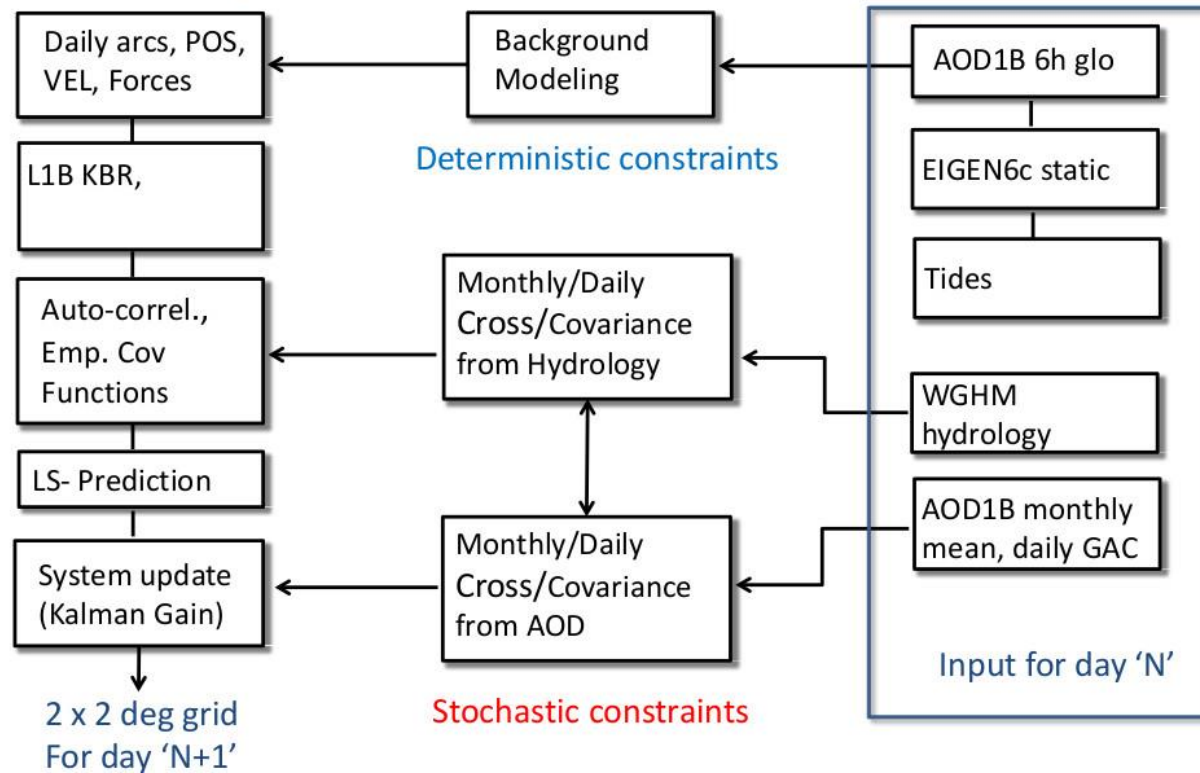 Daily arcs, POS,
VEL, Forces
Background
Modeling
AOD1B 6h glo
Deterministic constraints
L1B KBR,
EIGEN6c static
Tides
Auto-correl.,
Emp. Cov
Functions
Monthly/Daily
Cross/Covariance
from Hydrology
WGHM
hydrology
LS- Prediction
AOD1B monthly
mean, daily GAC
System update
(Kalman Gain)
Monthly/Daily
Cross/Covariance
from AOD
Input for day ‘N’
2 x 2 deg grid
For day ‘N+1’
Stochastic constraints